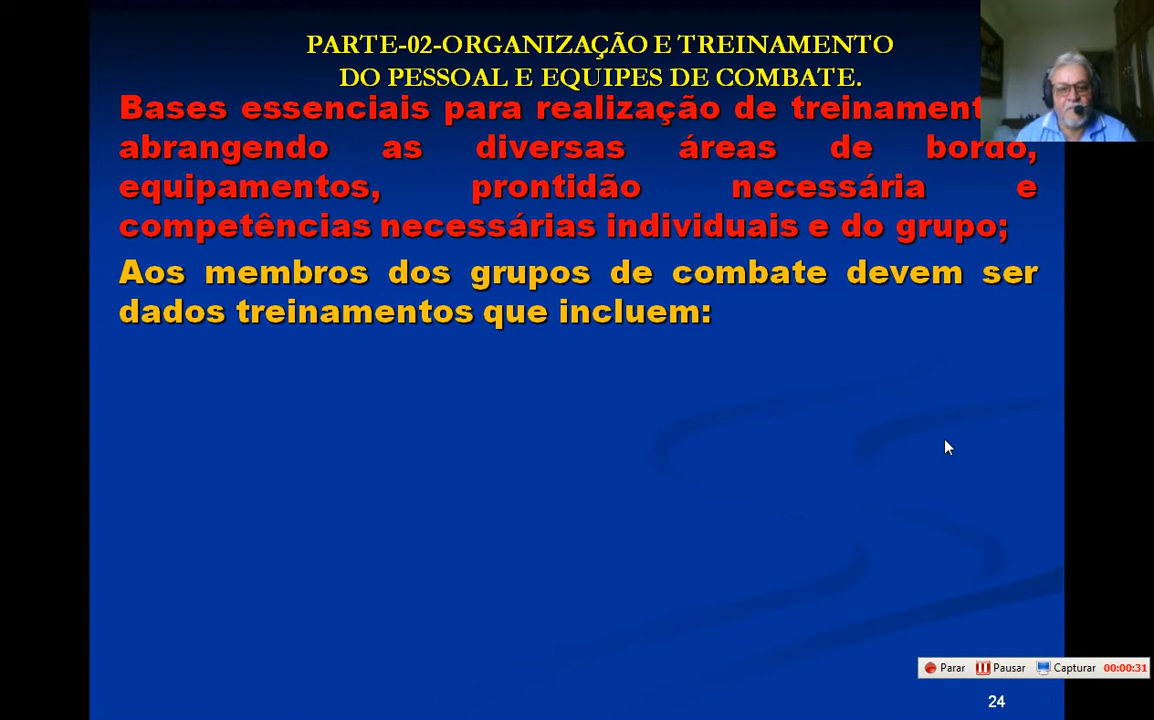 PARTE-02-ORGANIZAÇÃO E TREINAMENTO
DO PESSOAL E EQUIPES DE COMBATE.
Bases essenciais para realização de treinament
abrangendo as diversas áreas de bordo,
equipamentos, prontidão necessária e
competências necessárias individuais e do grupo;
Aos membros dos grupos de combate devem ser
dados treinamentos que incluem:
Parar Pausar Capturar 00:00:31
24